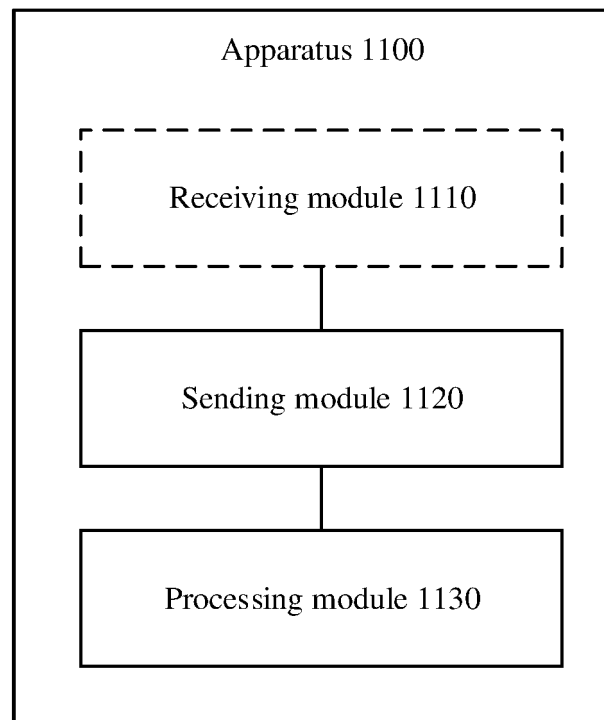 Apparatus 1100
Receiving module 1110
Sending module 1120
Processing module 1130